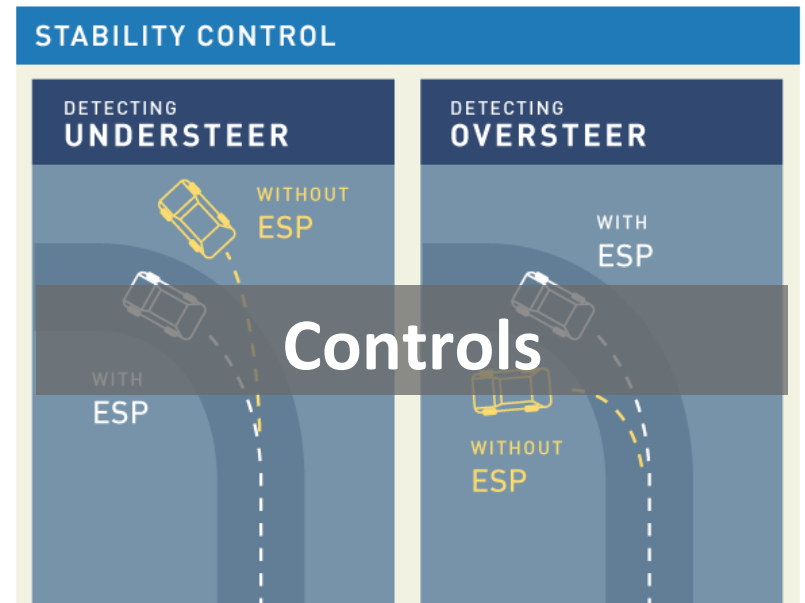 STABILITY CONTROL
DETECTING
UNDERSTEER
WITHOUT
ESP
WITH
ESP
DETECTING
OVERSTEER
WITH
ESP
WITHOUT
ESP
Controls